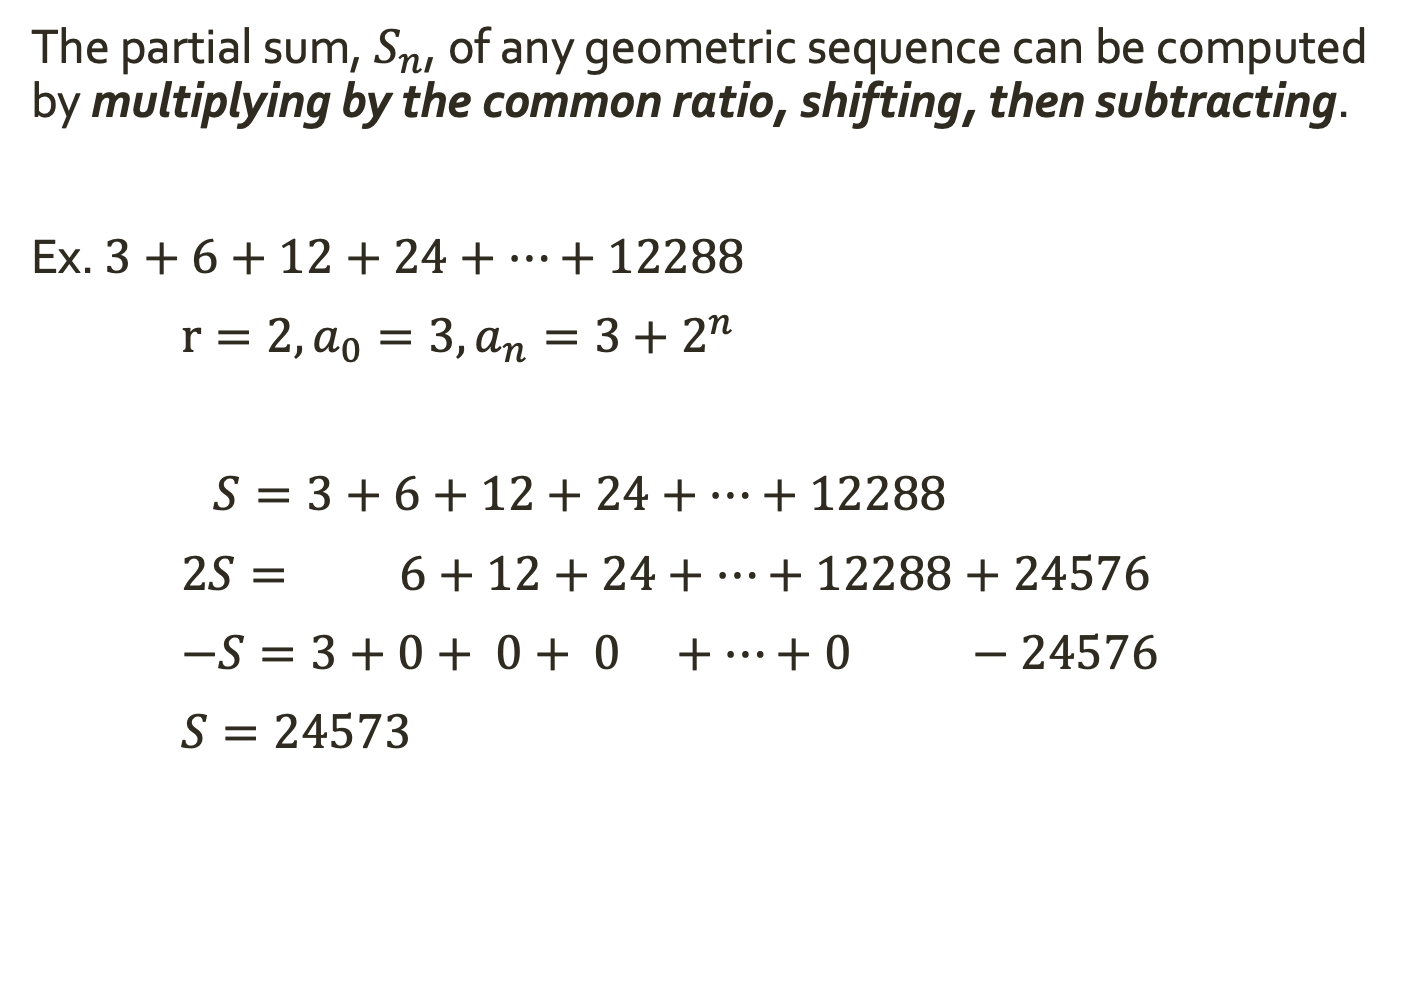 The partial sum, Sₙ, of any geometric sequence can be computed
by multiplying by the common ratio, shifting, then subtracting.
Ex. 3 + 6 + 12 + 24 + ⋯ + 12288
r = 2, a₀ = 3, aₙ = 3 + 2ⁿ
S = 3 + 6 + 12 + 24 + ⋯ + 12288
2S = 6 + 12 + 24 + ⋯ + 12288 + 24576
−S = 3 + 0 + 0 + 0 + ⋯ + 0 − 24576
S = 24573